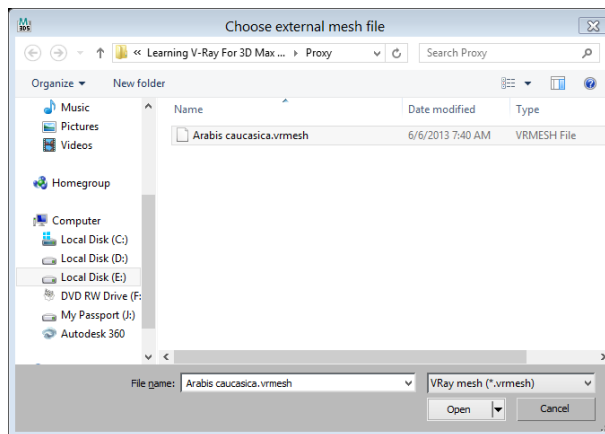 Choose external mesh file
« Learning V-Ray For 3D Max ... Proxy
Search Proxy
Organize
New folder
Music
Pictures
Videos
Homegroup
Computer
Local Disk (C:)
Local Disk (D:)
Local Disk (E:)
DVD RW Drive (F:
My Passport (J:)
Autodesk 360
Name Date modified Type
Arabis caucasica.vrmesh 6/6/2013 7:40 AM VRMESH File
File name: Arabis caucasica.vrmesh VRay mesh (*.vrmesh)
Open Cancel